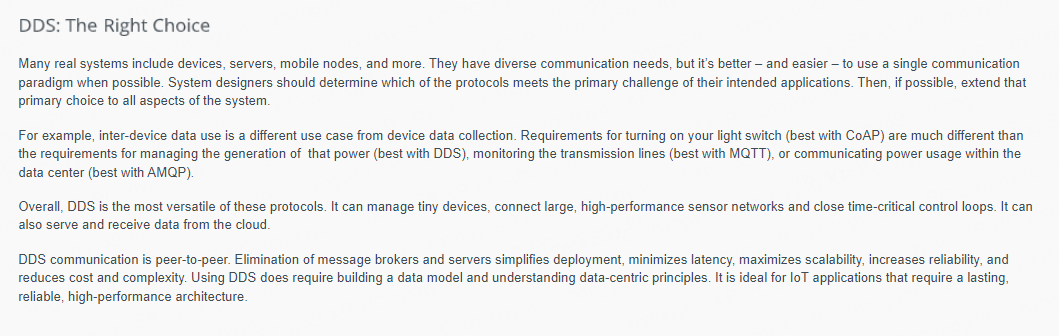 DDS: The Right Choice
Many real systems include devices, servers, mobile nodes, and more. They have diverse communication needs, but it's better – and easier – to use a single communication
paradigm when possible. System designers should determine which of the protocols meets the primary challenge of their intended applications. Then, if possible, extend that
primary choice to all aspects of the system.
For example, inter-device data use is a different use case from device data collection. Requirements for turning on your light switch (best with CoAP) are much different than
the requirements for managing the generation of  that power (best with DDS), monitoring the transmission lines (best with MQTT), or communicating power usage within the
data center (best with AMQP).
Overall, DDS is the most versatile of these protocols. It can manage tiny devices, connect large, high-performance sensor networks and close time-critical control loops. It can
also serve and receive data from the cloud.
DDS communication is peer-to-peer. Elimination of message brokers and servers simplifies deployment, minimizes latency, maximizes scalability, increases reliability, and
reduces cost and complexity. Using DDS does require building a data model and understanding data-centric principles. It is ideal for IoT applications that require a lasting,
reliable, high-performance architecture.